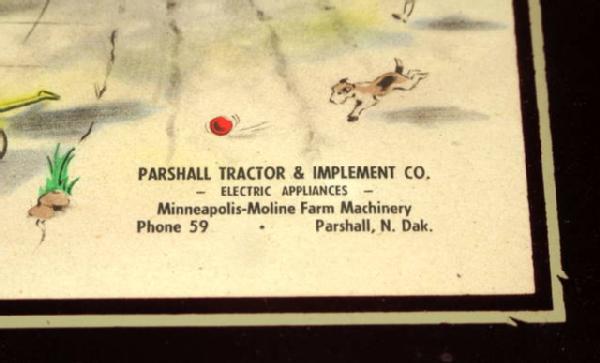 PARSHALL TRACTOR & IMPLEMENT CO.
– ELECTRIC APPLIANCES –
Minneapolis-Moline Farm Machinery
Phone 59 • Parshall, N. Dak.